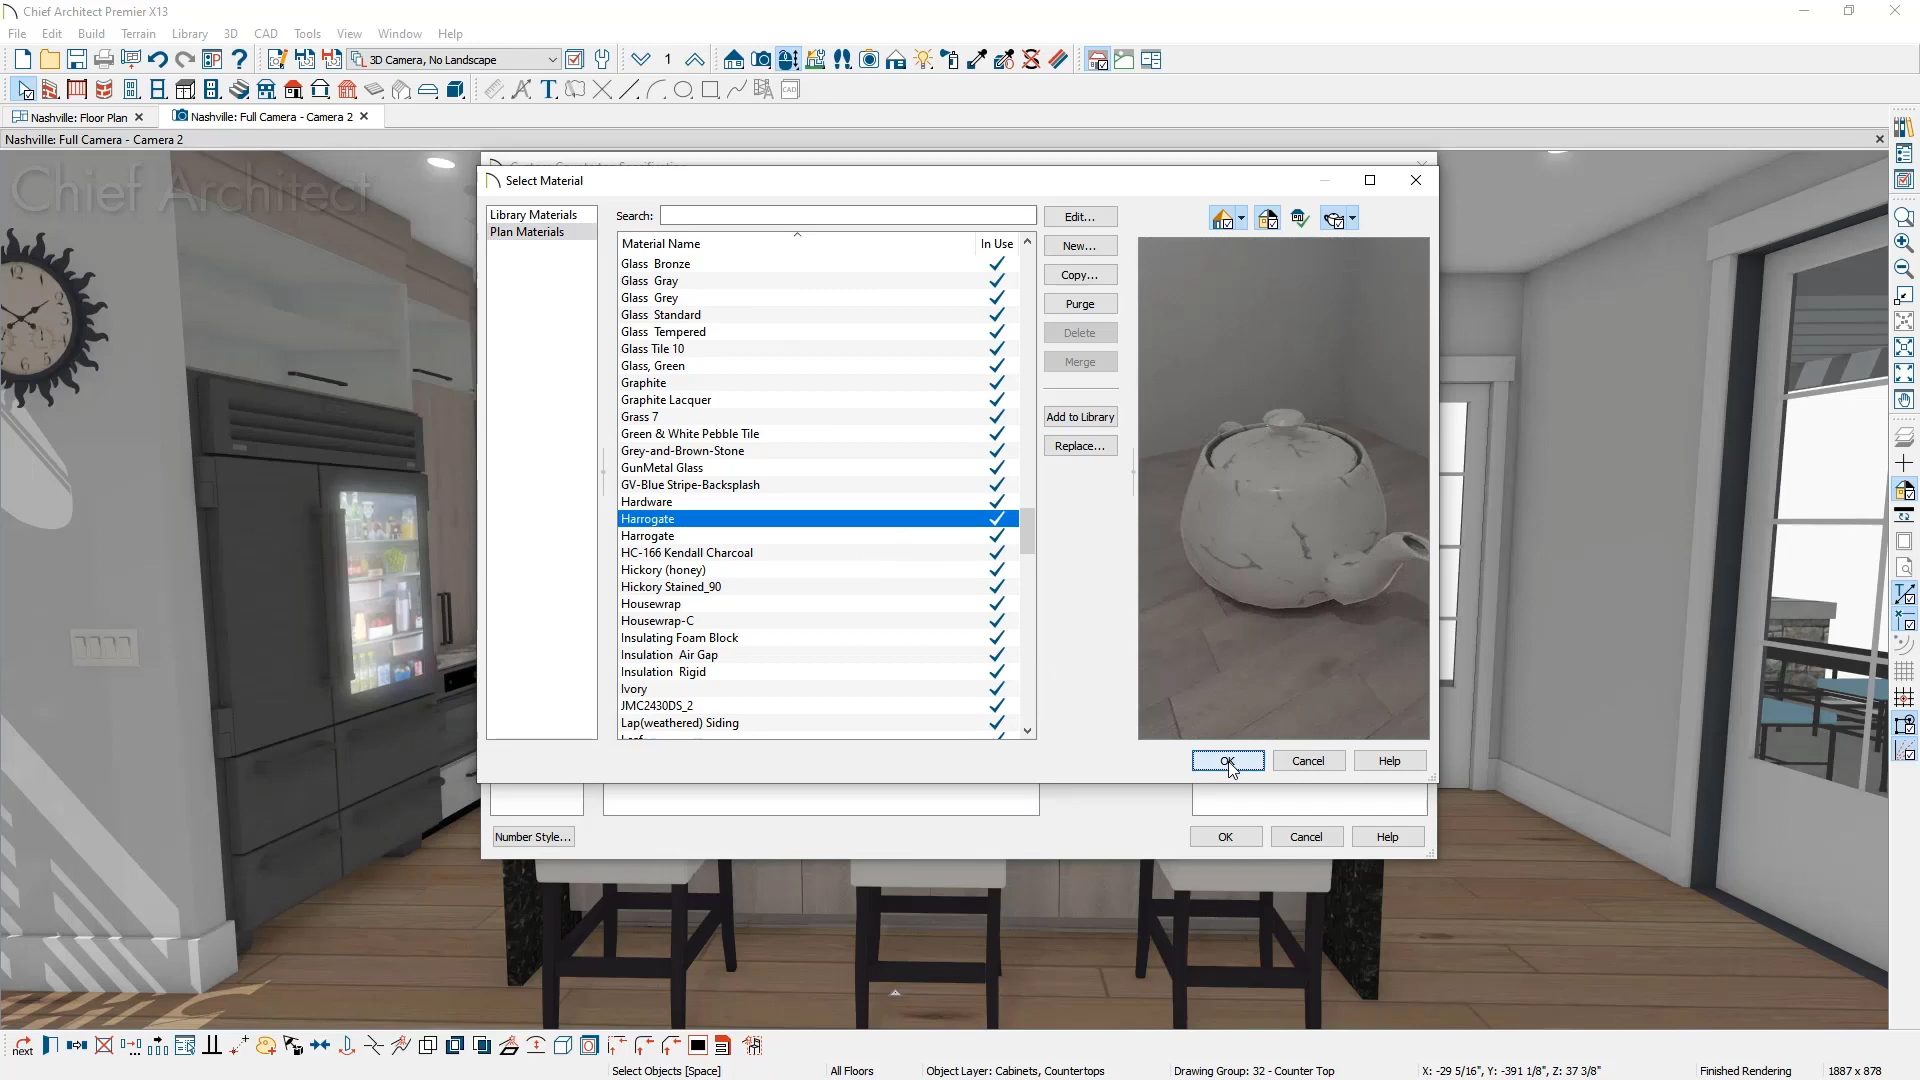 Chief Architect Premier X13
File Edit Build Terrain Library 3D CAD Tools View Window Help
3D Camera, No Landscape
1
Nashville: Floor Plan
Nashville: Full Camera - Camera 2
Nashville: Full Camera - Camera 2
Chief Architect
Select Material
Library Materials
Plan Materials
Search:
Material Name In Use
Glass Bronze
Glass Gray
Glass Grey
Glass Standard
Glass Tempered
Glass Tile 10
Glass, Green
Graphite
Graphite Lacquer
Grass 7
Green & White Pebble Tile
Grey-and-Brown-Stone
GunMetal Glass
GV-Blue Stripe-Backsplash
Hardware
Harrogate
Harrogate
HC-166 Kendall Charcoal
Hickory (honey)
Hickory Stained_90
Housewrap
Housewrap-C
Insulating Foam Block
Insulation Air Gap
Insulation Rigid
Ivory
JMC2430DS_2
Lap(weathered) Siding
Edit...
New...
Copy...
Purge
Delete
Merge
Add to Library
Replace...
OK Cancel Help
Number Style...
OK Cancel Help
next
CAD
Select Objects [Space]
All Floors
Object Layer: Cabinets, Countertops
Drawing Group: 32 - Counter Top
X: -29 5/16", Y: -391 1/8", Z: 37 3/8"
Finished Rendering
1887 x 878